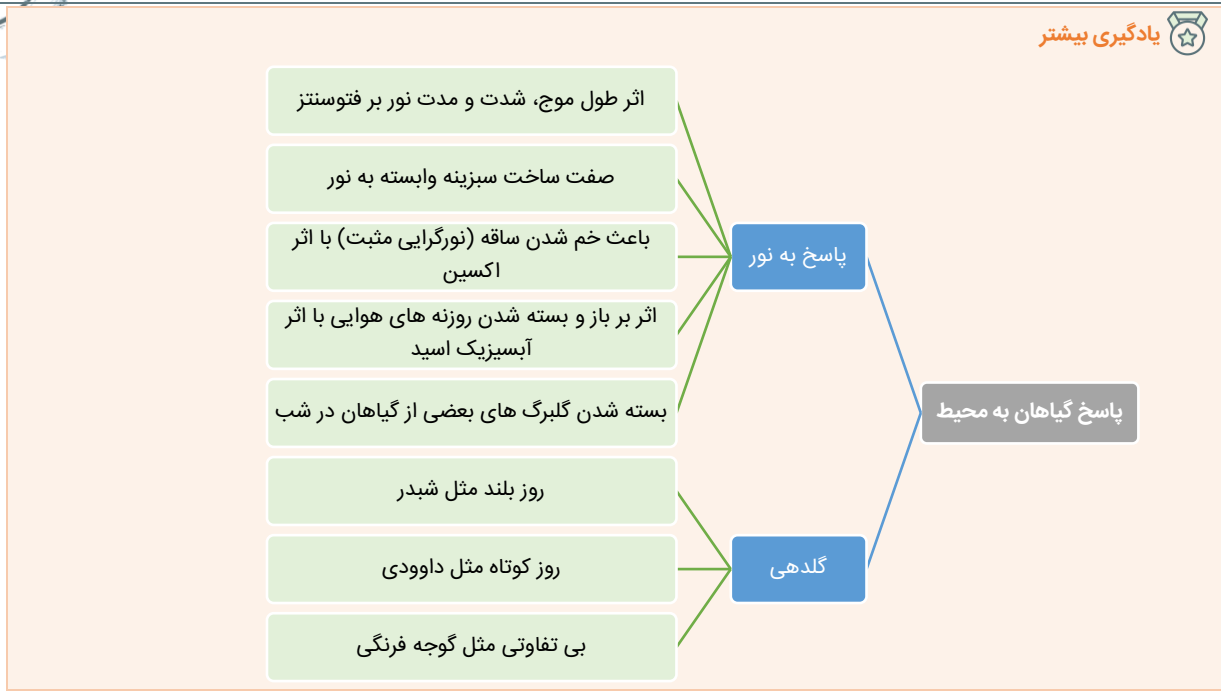 یادگیری بیشتر
پاسخ گیاهان به محیط
پاسخ به نور
اثر طول موج، شدت و مدت نور بر فتوسنتز
صفت ساخت سبزینه وابسته به نور
باعث خم شدن ساقه (نورگرایی مثبت) با اثر
اکسین
اثر بر باز و بسته شدن روزنه های هوایی با اثر
آبسیزیک اسید
بسته شدن گلبرگ های بعضی از گیاهان در شب
گلدهی
روز بلند مثل شبدر
روز کوتاه مثل داوودی
بی تفاوتی مثل گوجه فرنگی